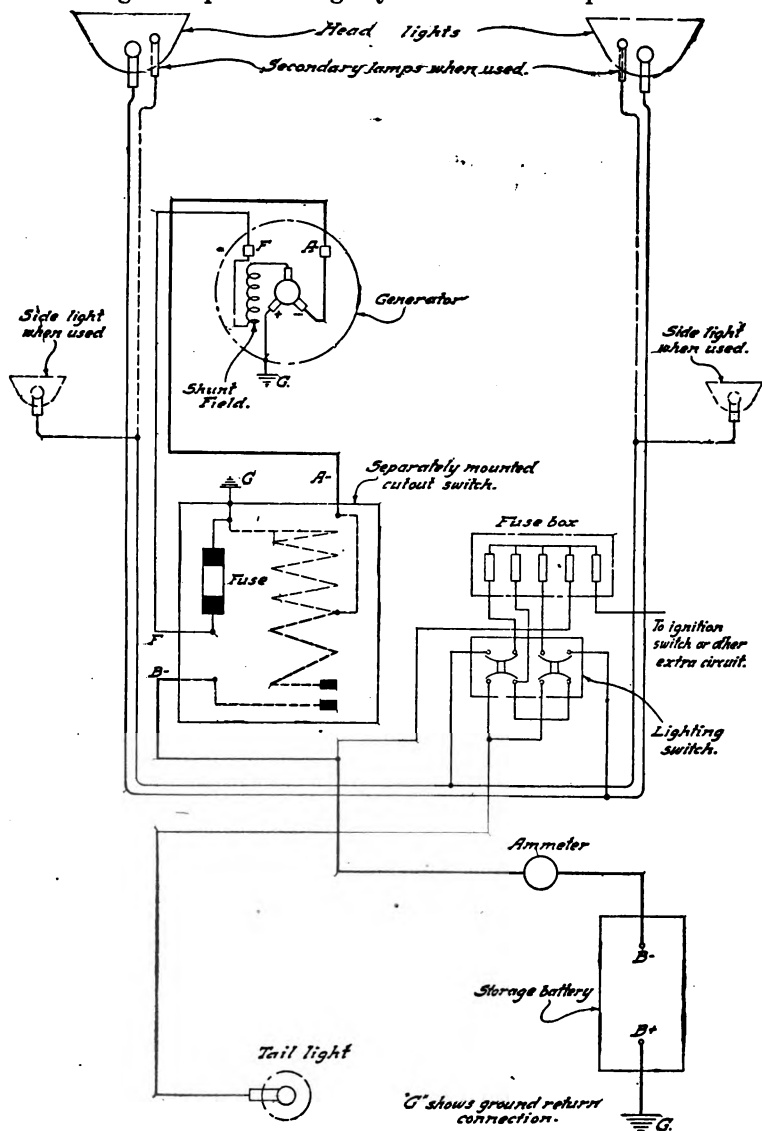 Head lights
Secondary lamps when used.
F
A
Generator
+
-
Side light
when used
Side light
when used.
Shunt
Field.
G.
Separately mounted
cutout switch.
G
A-
Fuse box
Fuse
F
To ignition
switch or other
extra circuit.
B-
Lighting
switch.
Ammeter
B-
Storage battery
B+
Tail light
"G" shows ground return
connection.
G.